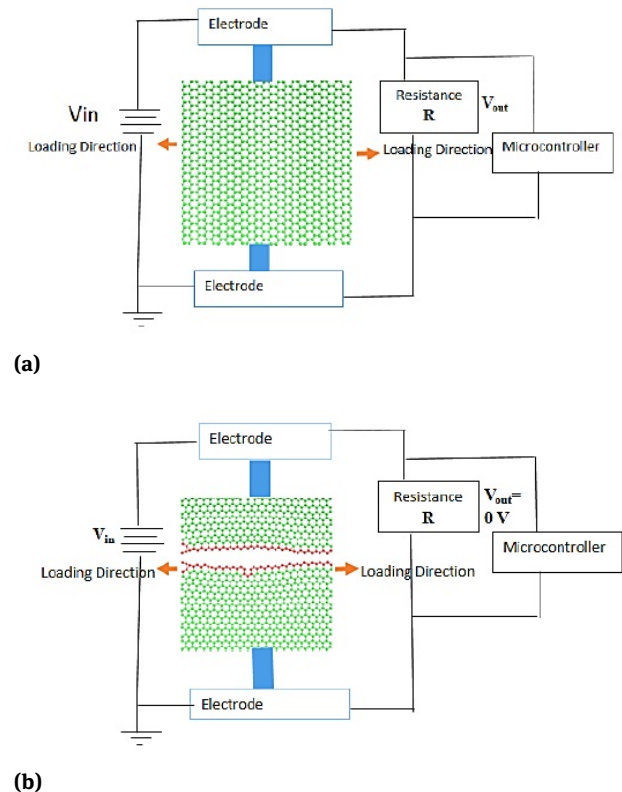 Electrode
Vin
Loading Direction
Resistance
R
Vout
Loading Direction
Microcontroller
Electrode
(a)
Electrode
Vin
Loading Direction
Resistance
R
Vout=
0 V
Loading Direction
Microcontroller
Electrode
(b)